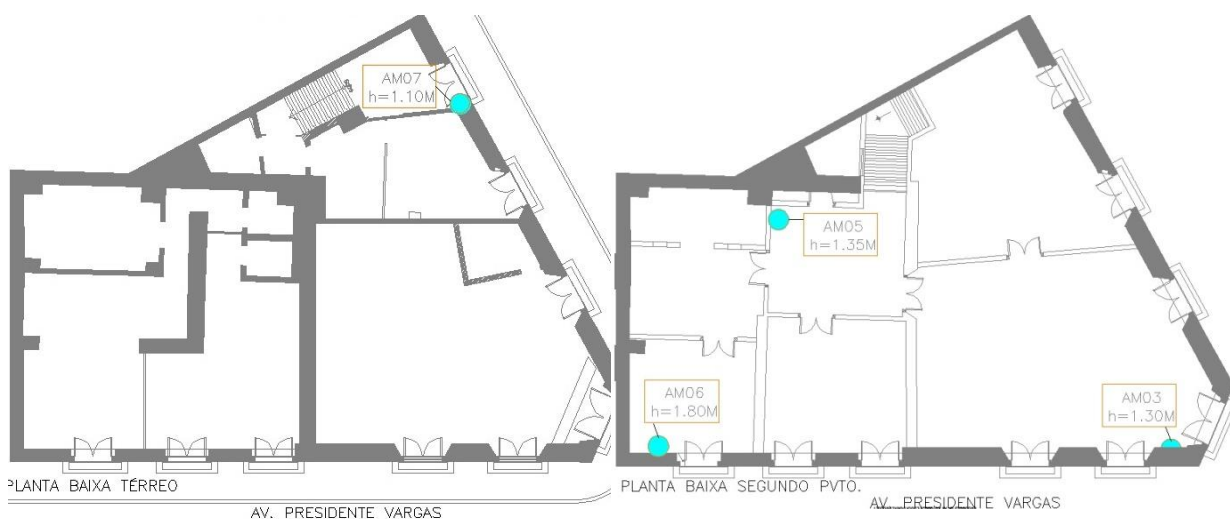 AM07
h=1.10M
PLANTA BAIXA TÉRREO
AV. PRESIDENTE VARGAS
AM05
h=1.35M
AM06
h=1.80M
AM03
h=1.30M
PLANTA BAIXA SEGUNDO PVTO.
AV. PRESIDENTE VARGAS